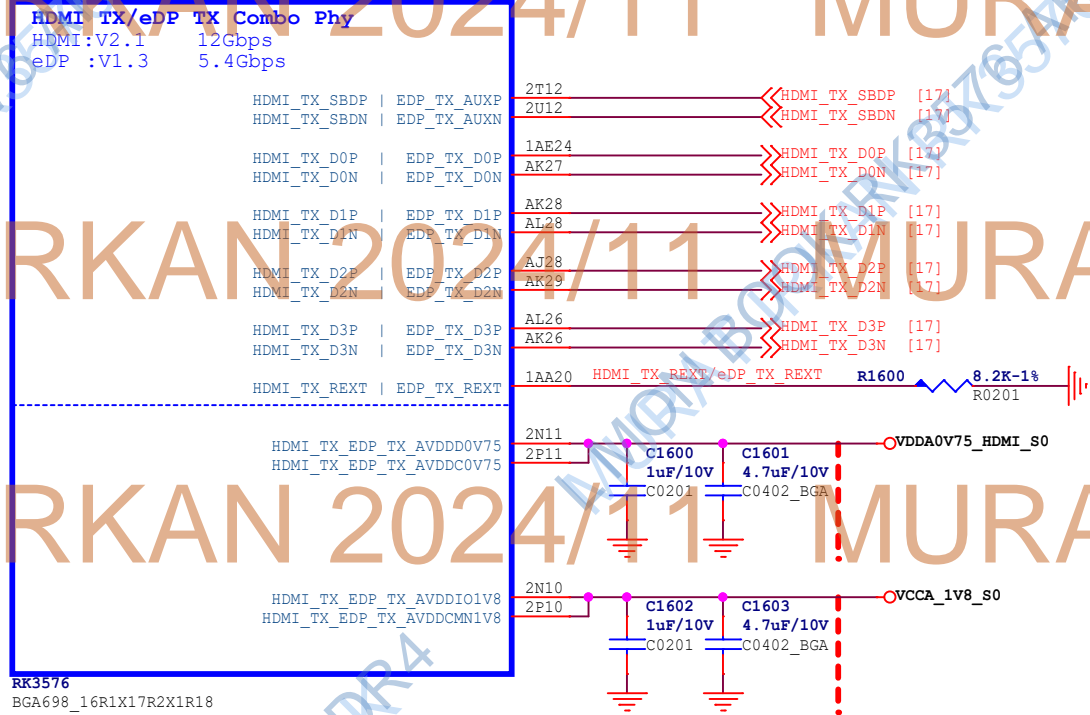 HDMI TX/eDP TX Combo Phy
HDMI:V2.1 12Gbps
eDP :V1.3 5.4Gbps
HDMI_TX_SBDP | EDP_TX_AUXP 2T12 HDMI_TX_SBDP [17]
HDMI_TX_SBDN | EDP_TX_AUXN 2U12 HDMI_TX_SBDN [17]
HDMI_TX_D0P | EDP_TX_D0P 1AE24 HDMI_TX_D0P [17]
HDMI_TX_D0N | EDP_TX_D0N AK27 HDMI_TX_D0N [17]
HDMI_TX_D1P | EDP_TX_D1P AK28 HDMI_TX_D1P [17]
HDMI_TX_D1N | EDP_TX_D1N AL28 HDMI_TX_D1N [17]
HDMI_TX_D2P | EDP_TX_D2P AJ28 HDMI_TX_D2P [17]
HDMI_TX_D2N | EDP_TX_D2N AK29 HDMI_TX_D2N [17]
HDMI_TX_D3P | EDP_TX_D3P AL26 HDMI_TX_D3P [17]
HDMI_TX_D3N | EDP_TX_D3N AK26 HDMI_TX_D3N [17]
HDMI_TX_REXT | EDP_TX_REXT 1AA20 HDMI_TX_REXT/eDP_TX_REXT R1600 8.2K-1%
R0201
HDMI_TX_EDP_TX_AVDDD0V75 2N11 VDDA0V75_HDMI_S0
HDMI_TX_EDP_TX_AVDDC0V75 2P11
C1600 C1601
1uF/10V 4.7uF/10V
C0201 C0402_BGA
HDMI_TX_EDP_TX_AVDDIO1V8 2N10 VCCA_1V8_S0
HDMI_TX_EDP_TX_AVDDCMN1V8 2P10
C1602 C1603
1uF/10V 4.7uF/10V
C0201 C0402_BGA
RK3576
BGA698_16R1X17R2X1R18
RKAN 2024/11 MURA
RKAN 2024/11 MURA
RKAN 2024/11 MURA